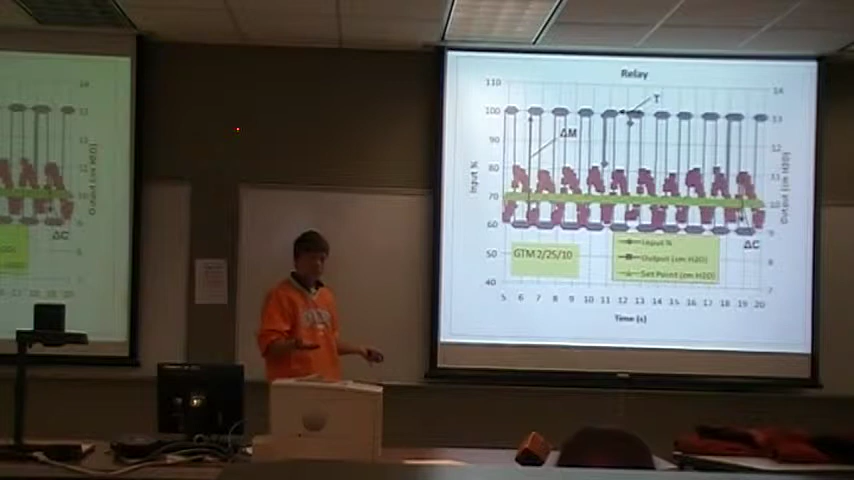 Relay
110
100
90
80
70
60
50
40
14
13
12
11
10
9
8
7
T
ΔM
ΔC
Input %
Output (cm H2O)
GTM 2/25/10
Input %
Output (cm H2O)
Set Point (cm H2O)
5 6 7 8 9 10 11 12 13 14 15 16 17 18 19 20
Time (s)
ΔC